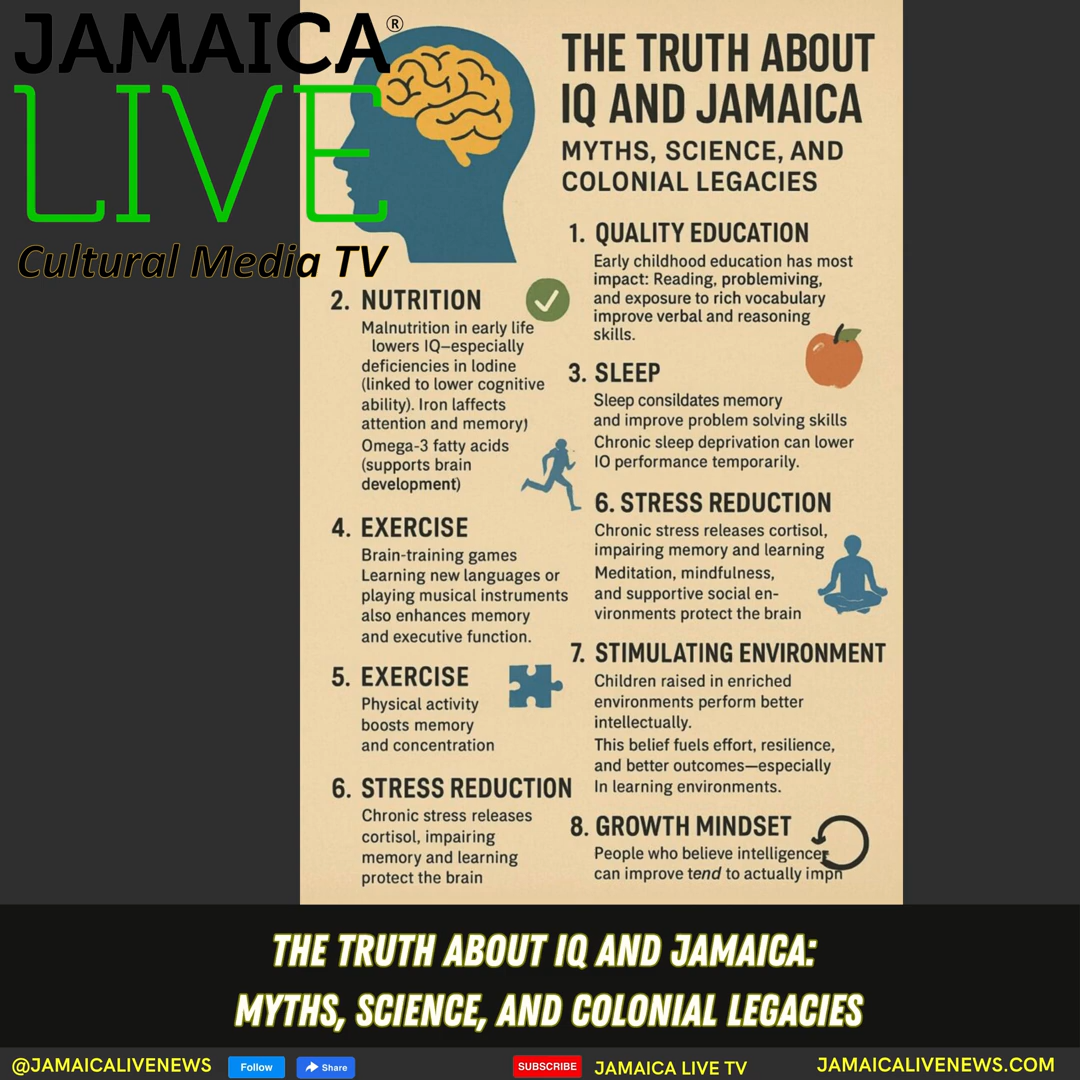 JAMAICA®
LIVE
Cultural Media TV
THE TRUTH ABOUT
IQ AND JAMAICA
MYTHS, SCIENCE, AND
COLONIAL LEGACIES
1. QUALITY EDUCATION
Early childhood education has most
impact: Reading, problemiving,
and exposure to rich vocabulary
improve verbal and reasoning
skills.
2. NUTRITION
Malnutrition in early life
lowers IQ—especially
deficiencies in Iodine
(linked to lower cognitive
ability). Iron laffects
attention and memory)
Omega-3 fatty acids
(supports brain
development)
3. SLEEP
Sleep consildates memory
and improve problem solving skills
Chronic sleep deprivation can lower
IO performance temporarily.
4. EXERCISE
Brain-training games
Learning new languages or
playing musical instruments
also enhances memory
and executive function.
5. EXERCISE
Physical activity
boosts memory
and concentration
6. STRESS REDUCTION
Chronic stress releases
cortisol, impairing
memory and learning
protect the brain
6. STRESS REDUCTION
Chronic stress releases cortisol,
impairing memory and learning
Meditation, mindfulness,
and supportive social en-
vironments protect the brain
7. STIMULATING ENVIRONMENT
Children raised in enriched
environments perform better
intellectually.
This belief fuels effort, resilience,
and better outcomes—especially
In learning environments.
8. GROWTH MINDSET
People who believe intelligence
can improve tend to actually impn
THE TRUTH ABOUT IQ AND JAMAICA:
MYTHS, SCIENCE, AND COLONIAL LEGACIES
@JAMAICALIVENEWS Follow Share SUBSCRIBE JAMAICA LIVE TV JAMAICALIVENEWS.COM